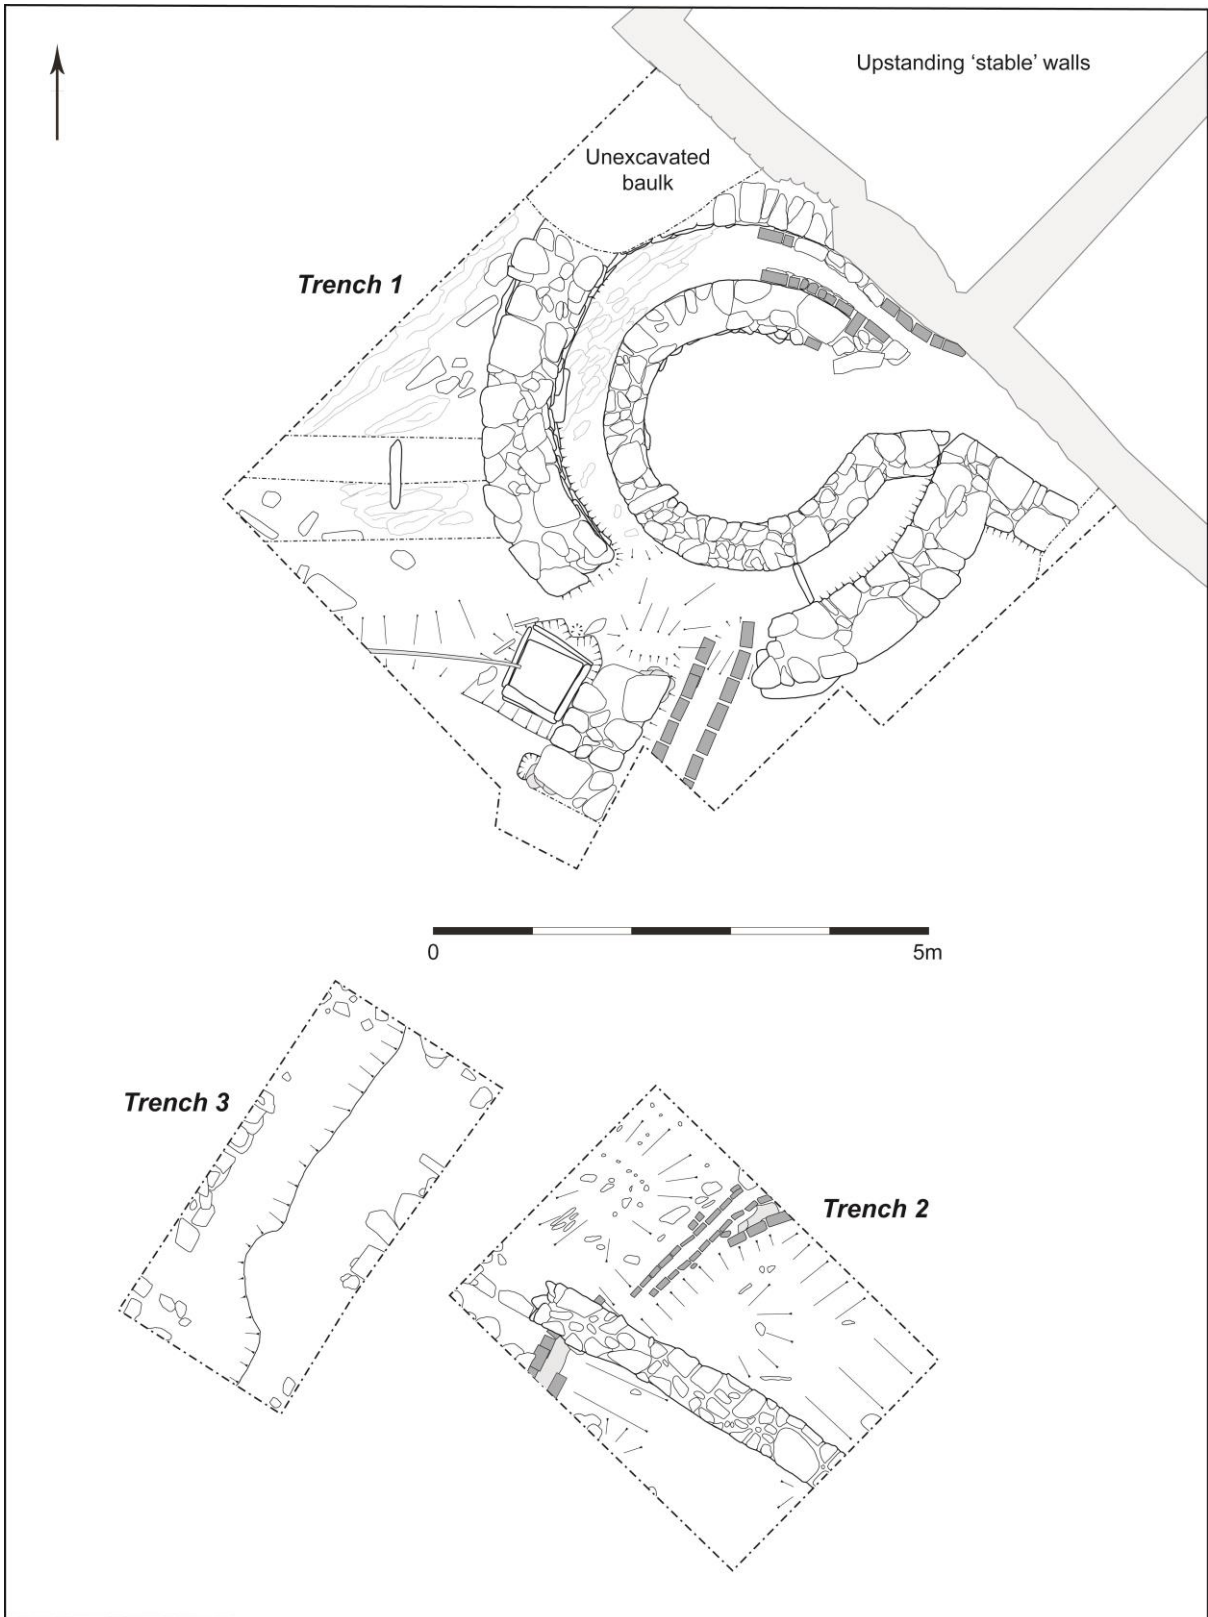 Upstanding ‘stable’ walls
Unexcavated
baulk
Trench 1
0
5m
Trench 3
Trench 2